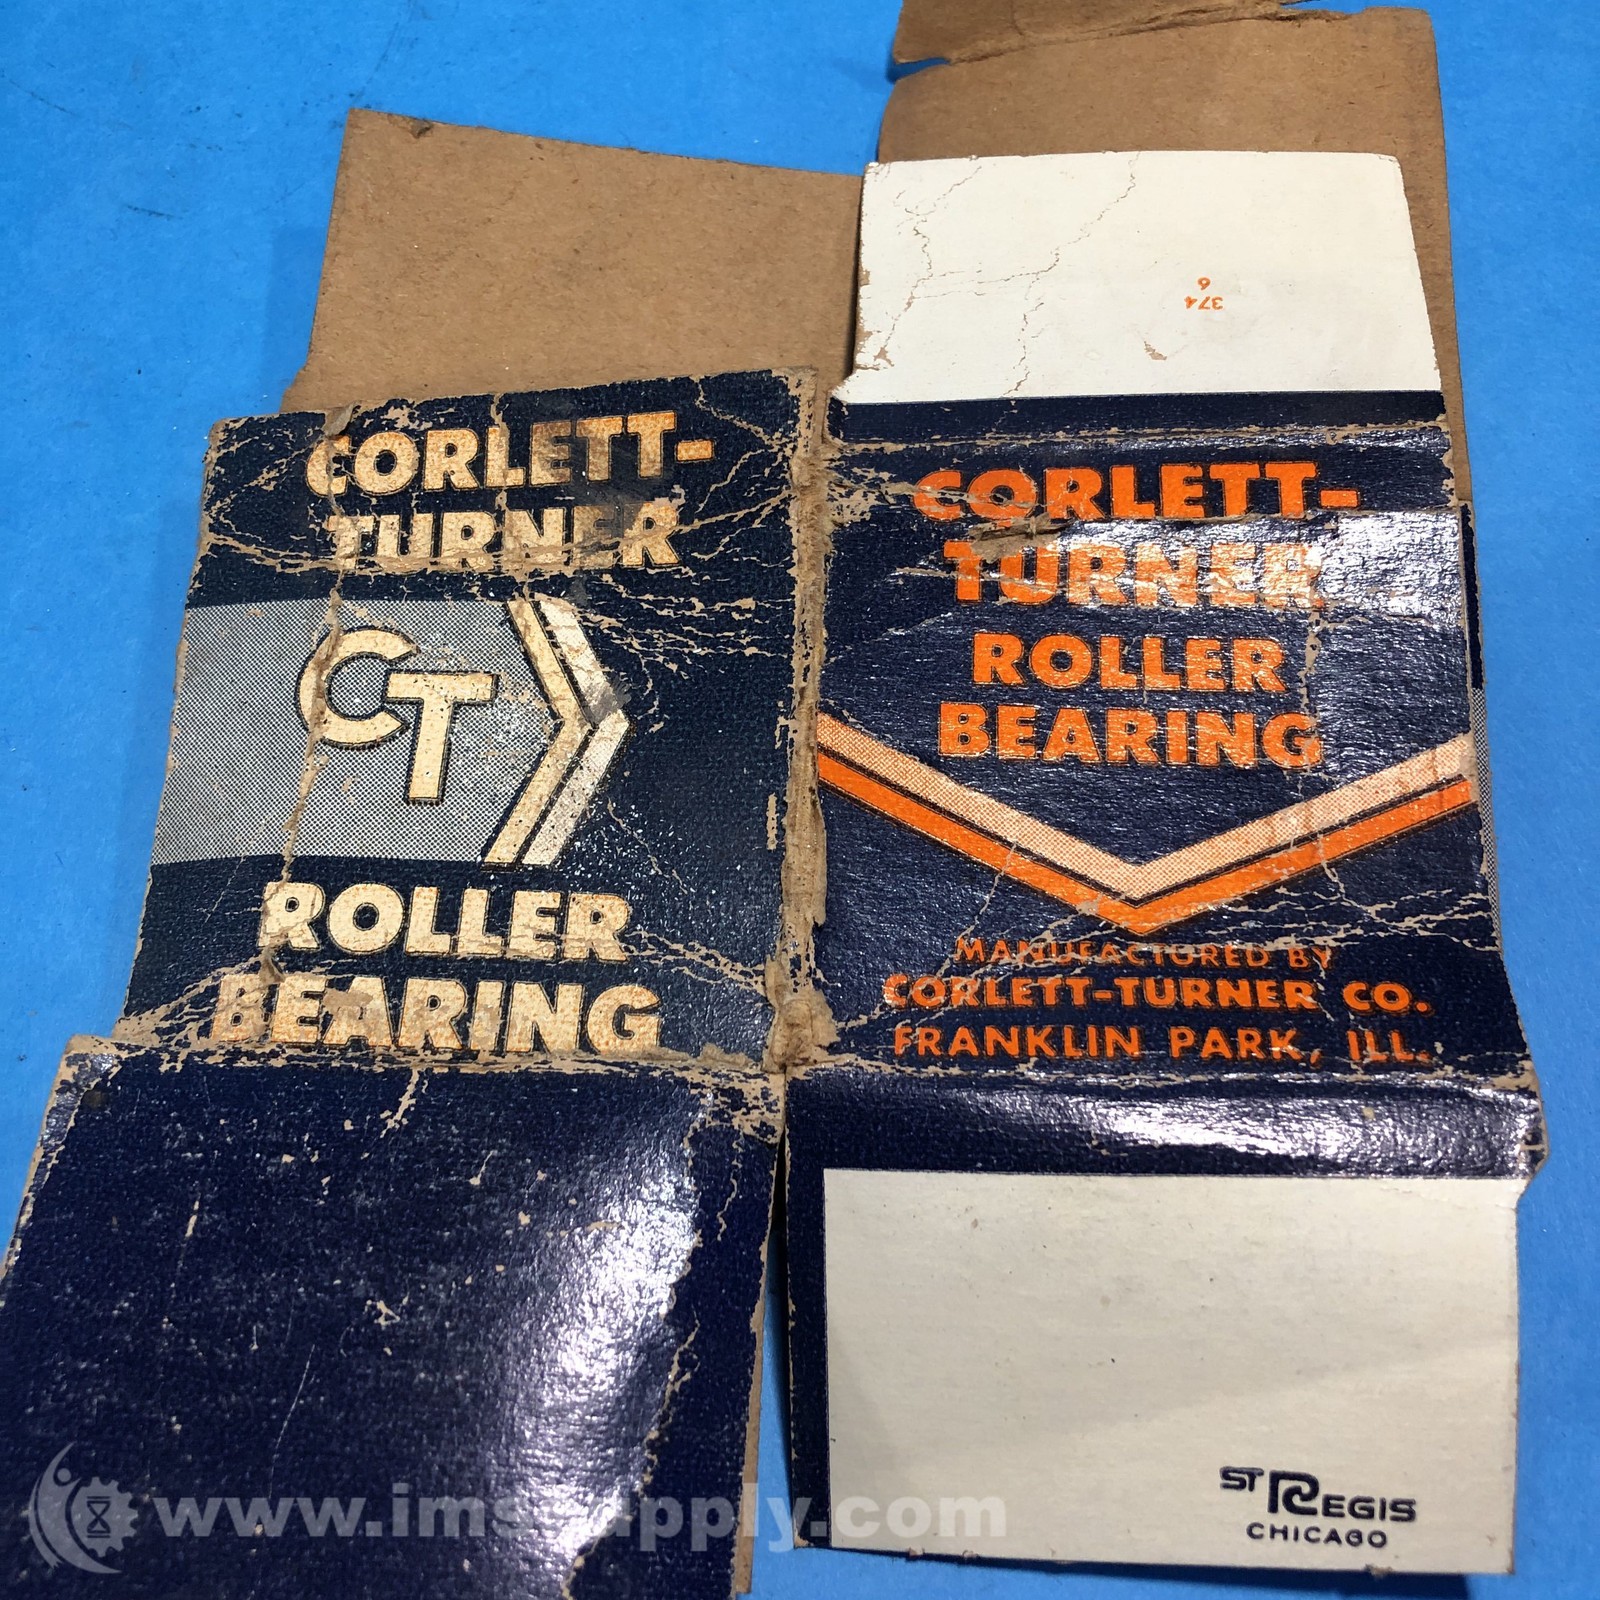 374
6
CORLETT-
TURNER
CT
ROLLER
BEARING
CORLETT-
TURNER
ROLLER
BEARING
MANUFACTURED BY
CORLETT-TURNER CO.
FRANKLIN PARK, ILL.
ST REGIS
CHICAGO
www.imssupply.com